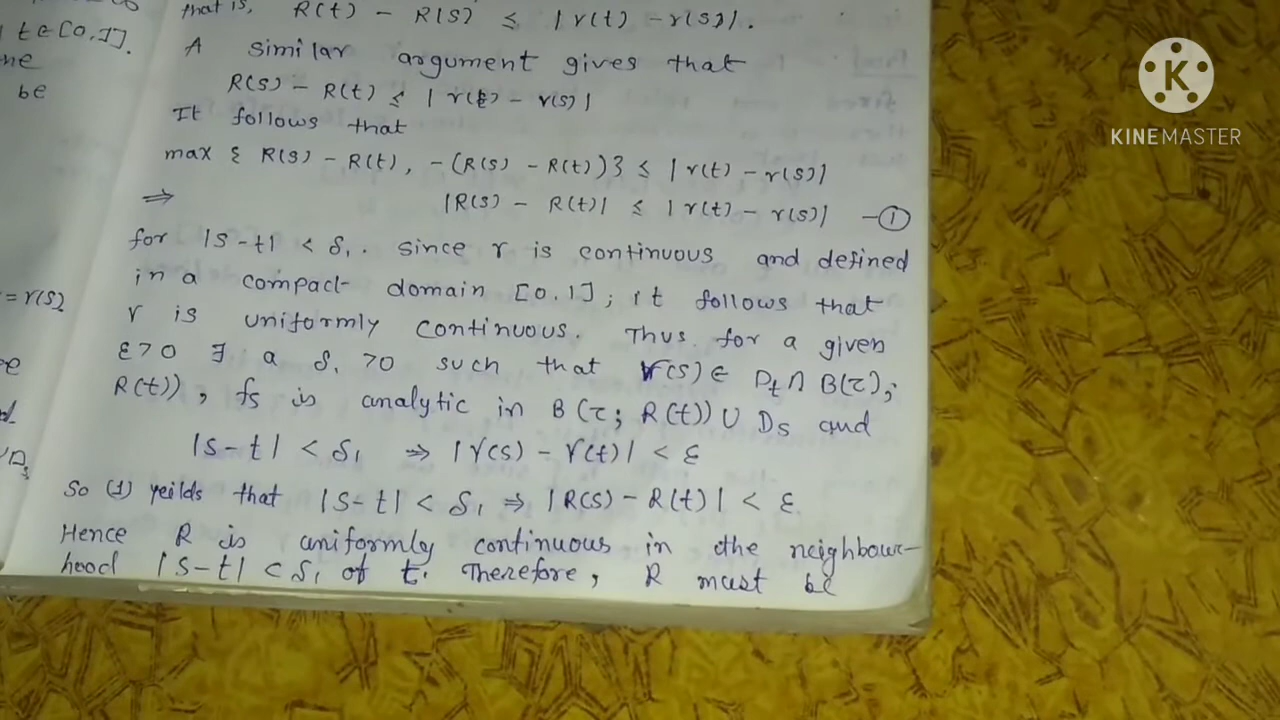 that is, R(t) - R(s) ≤ |r(t) - r(s)|.
A similar argument gives that
R(s) - R(t) ≤ | r(t) - r(s)|
It follows that
max { R(s) - R(t), -(R(s) - R(t))} ≤ |r(t) - r(s)|
⇒ |R(s) - R(t)| ≤ |r(t) - r(s)| -①
for |s-t| < δ₁. since r is continuous and defined
in a compact domain [0,1]; it follows that
r is uniformly continuous. Thus for a given
ε>0 ∃ a δ₁ >0 such that r(s) ∈ Dt ∩ B(τ);
R(t)), fs is analytic in B(τ; R(t)) ∪ Ds and
|s-t| < δ₁ ⇒ |r(s) - r(t)| < ε
So (1) yeilds that |s-t| < δ₁ ⇒ |R(s) - R(t)| < ε
Hence R is uniformly continuous in the neighbour-
hood |s-t| < δ₁ of t. Therefore, R must be
t ∈ [0,1].
be
= r(s)
K
KINEMASTER